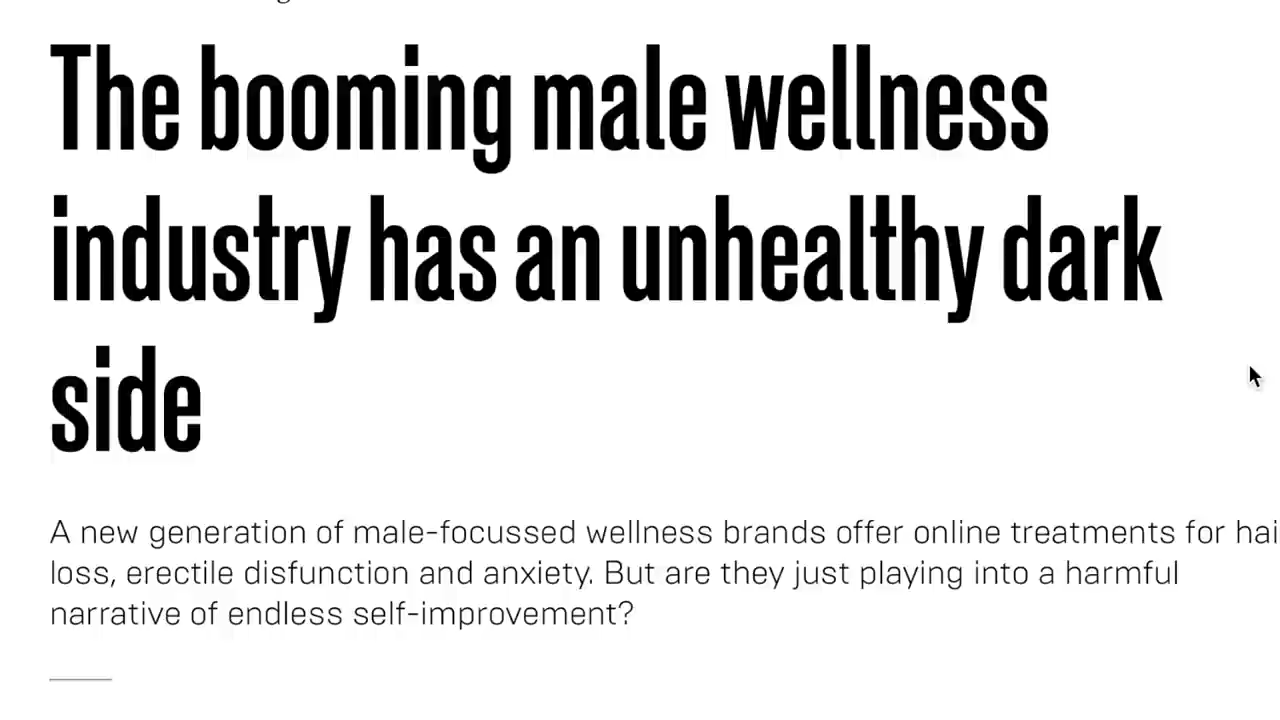 The booming male wellness
industry has an unhealthy dark
side
A new generation of male-focussed wellness brands offer online treatments for hai
loss, erectile disfunction and anxiety. But are they just playing into a harmful
narrative of endless self-improvement?